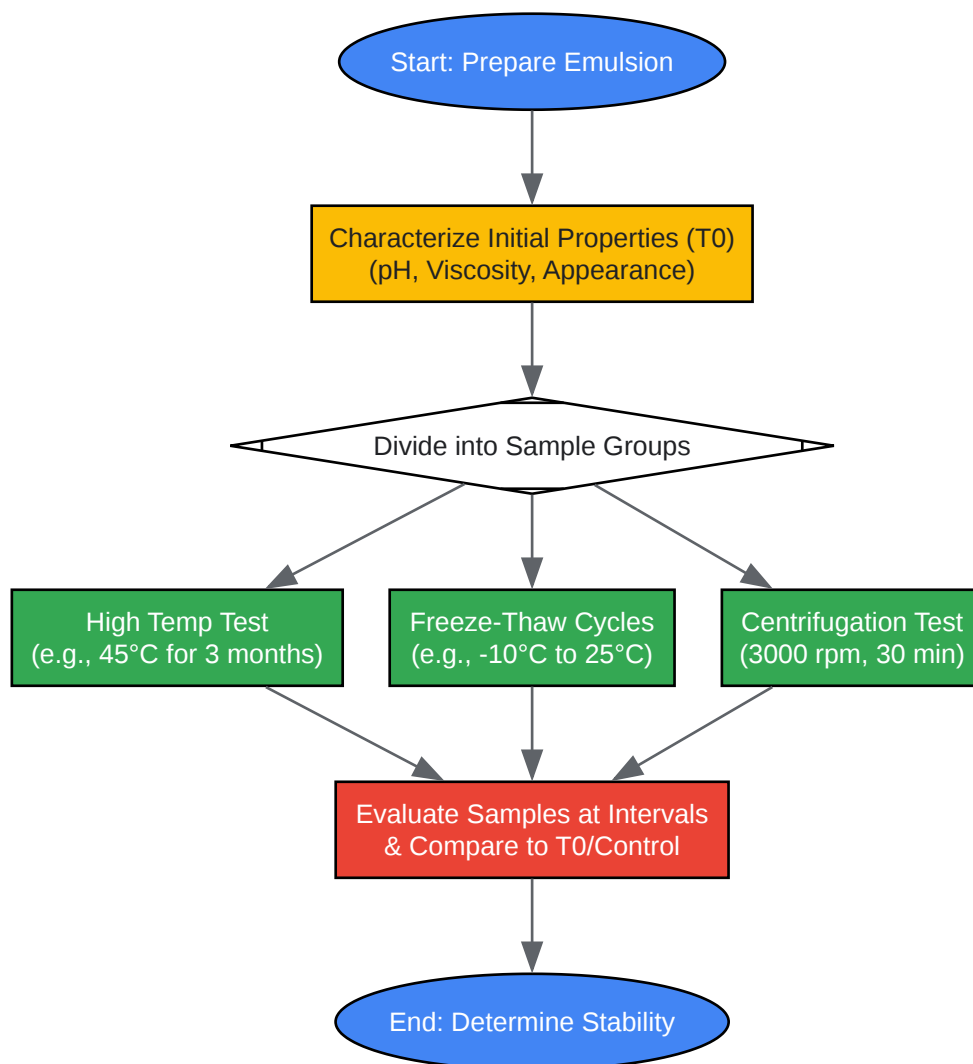 Start: Prepare Emulsion
Characterize Initial Properties (T0)
(pH, Viscosity, Appearance)
Divide into Sample Groups
High Temp Test
(e.g., 45°C for 3 months)
Freeze-Thaw Cycles
(e.g., -10°C to 25°C)
Centrifugation Test
(3000 rpm, 30 min)
Evaluate Samples at Intervals
& Compare to T0/Control
End: Determine Stability